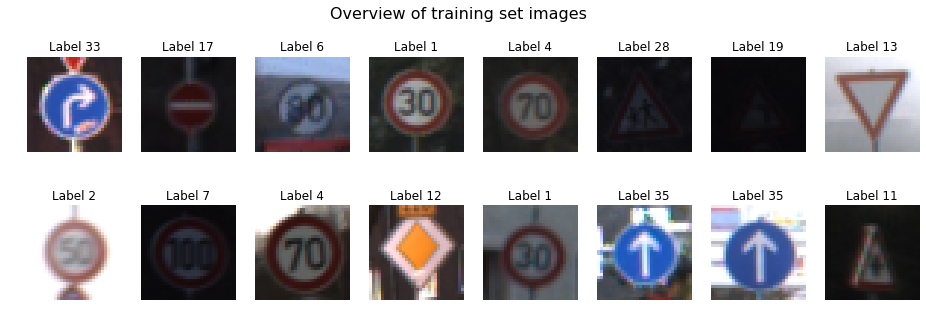 Overview of training set images
Label 33
Label 17
Label 6
Label 1
Label 4
Label 28
Label 19
Label 13
80
30
70
Label 2
Label 7
Label 4
Label 12
Label 1
Label 35
Label 35
Label 11
50
100
70
30